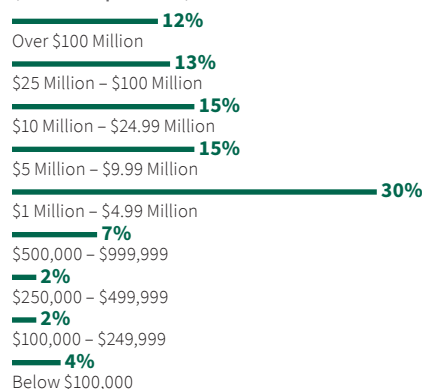 12%
Over $100 Million
13%
$25 Million – $100 Million
15%
$10 Million – $24.99 Million
15%
$5 Million – $9.99 Million
30%
$1 Million – $4.99 Million
7%
$500,000 – $999,999
2%
$250,000 – $499,999
2%
$100,000 – $249,999
4%
Below $100,000